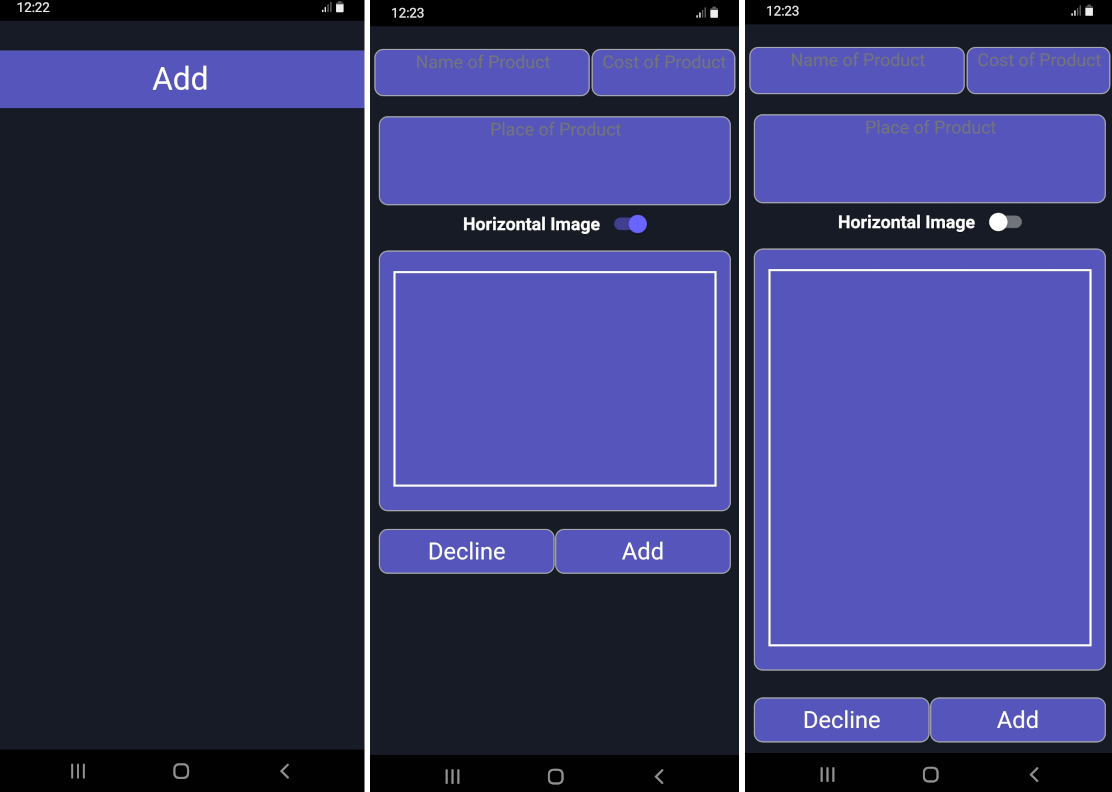 12:22
Add
12:23
Name of Product
Cost of Product
Place of Product
Horizontal Image
Decline
Add
12:23
Name of Product
Cost of Product
Place of Product
Horizontal Image
Decline
Add